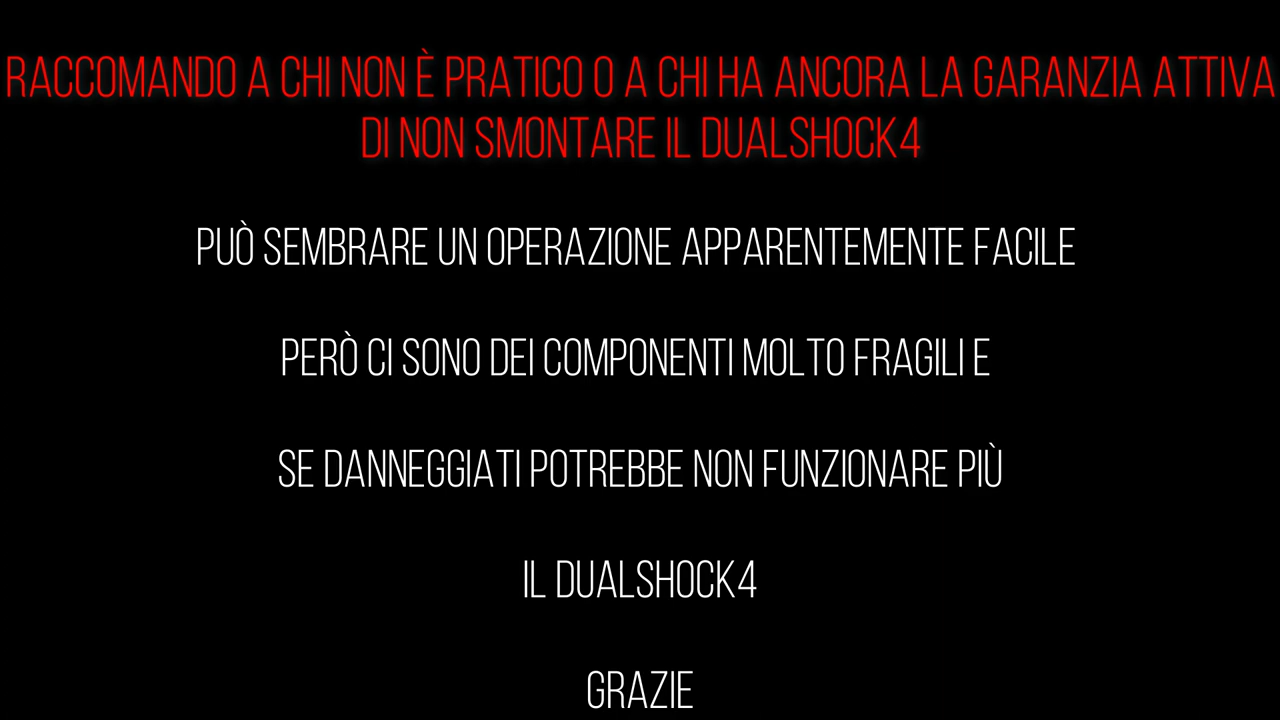 RACCOMANDO A CHI NON È PRATICO O A CHI HA ANCORA LA GARANZIA ATTIVA
DI NON SMONTARE IL DUALSHOCK4
PUÒ SEMBRARE UN OPERAZIONE APPARENTEMENTE FACILE
PERÒ CI SONO DEI COMPONENTI MOLTO FRAGILI E
SE DANNEGGIATI POTREBBE NON FUNZIONARE PIÙ
IL DUALSHOCK4
GRAZIE